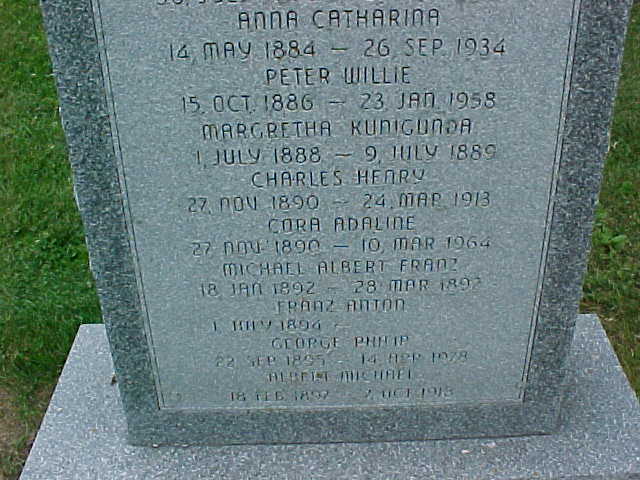 ANNA CATHARINA
14, MAY 1884 — 26 SEP. 1934
PETER WILLIE
15, OCT. 1886 — 23 JAN. 1958
MARGRETHA KUNIGUNDA
1, JULY 1888 — 9, JULY 1889
CHARLES HENRY
27, NOV 1890 — 24 MAR 1913
CORA ADALINE
27 NOV 1890 — 10 MAR 1964
MICHAEL ALBERT FRANZ
18 JAN 1892 — 28 MAR 1892
FRANZ ANTON
1 JULY 1894 —
GEORGE PHILIP
22 SEP 1895 — 14 APR 1978
ALBERT MICHAEL
18 FEB 1897 — 2 OCT 1918